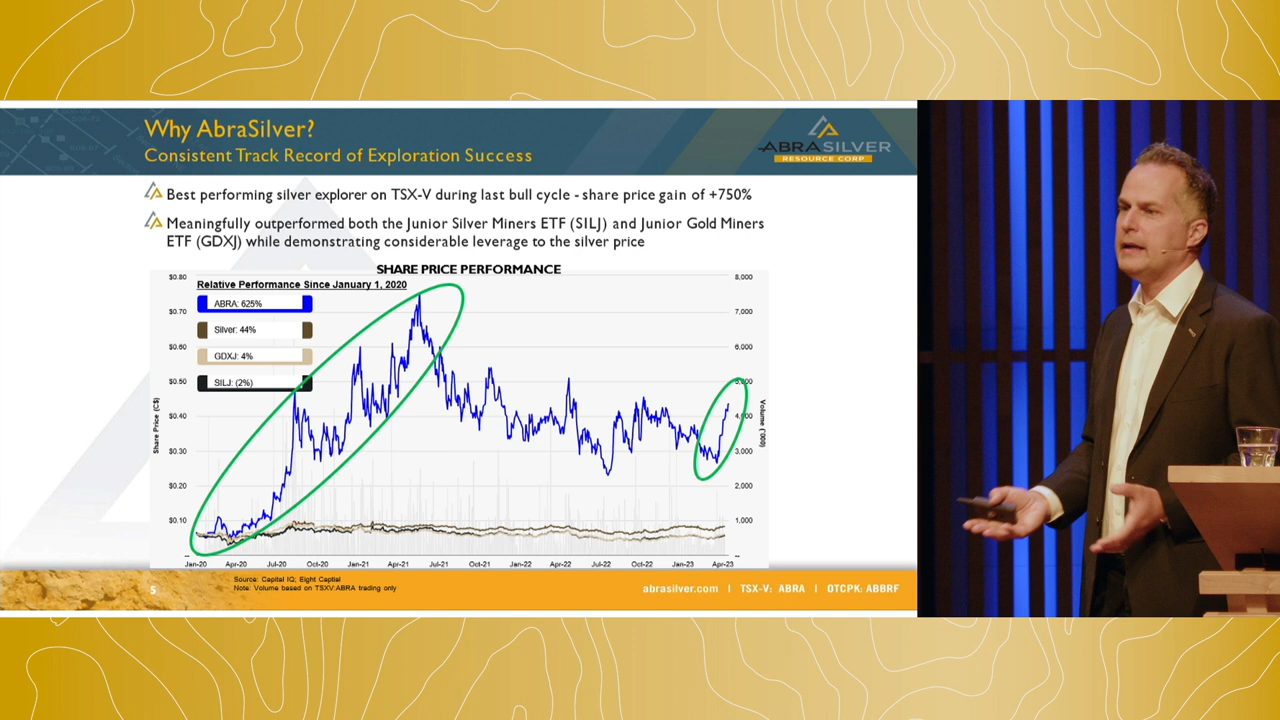 Why AbraSilver?
Consistent Track Record of Exploration Success
ABRASILVER
RESOURCE CORP
Best performing silver explorer on TSX-V during last bull cycle - share price gain of +750%
Meaningfully outperformed both the Junior Silver Miners ETF (SILJ) and Junior Gold Miners
ETF (GDXJ) while demonstrating considerable leverage to the silver price
SHARE PRICE PERFORMANCE
Relative Performance Since January 1, 2020
ABRA: 625%
Silver: 44%
GDXJ: 4%
SILJ: (2%)
Share Price (C$)
$0.80
$0.70
$0.60
$0.50
$0.40
$0.30
$0.20
$0.10
--
8,000
7,000
6,000
5,000
4,000
3,000
2,000
1,000
--
Volume ('000)
Jan-20 Apr-20 Jul-20 Oct-20 Jan-21 Apr-21 Jul-21 Oct-21 Jan-22 Apr-22 Jul-22 Oct-22 Jan-23 Apr-23
Source: Capital IQ; Eight Captial
Note: Volume based on TSXV:ABRA trading only
5
abrasilver.com | TSX-V: ABRA | OTCPK: ABBRF